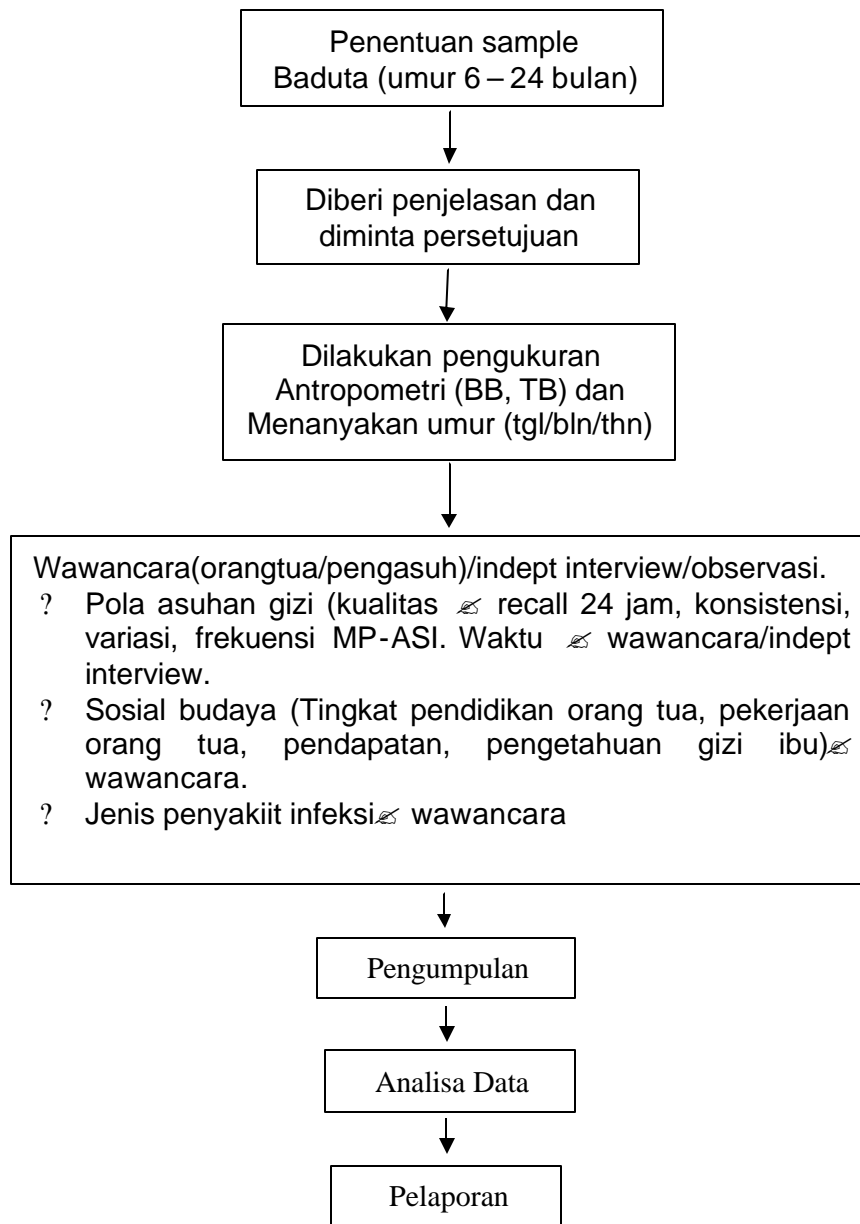 Penentuan sample
Baduta (umur 6 – 24 bulan)
Diberi penjelasan dan
diminta persetujuan
Dilakukan pengukuran
Antropometri (BB, TB) dan
Menanyakan umur (tgl/bln/thn)
Wawancara(orangtua/pengasuh)/indept interview/observasi.
? Pola asuhan gizi (kualitas ✍ recall 24 jam, konsistensi,
variasi, frekuensi MP-ASI. Waktu ✍ wawancara/indept
interview.
? Sosial budaya (Tingkat pendidikan orang tua, pekerjaan
orang tua, pendapatan, pengetahuan gizi ibu)✍
wawancara.
? Jenis penyakiit infeksi✍ wawancara
Pengumpulan
Analisa Data
Pelaporan